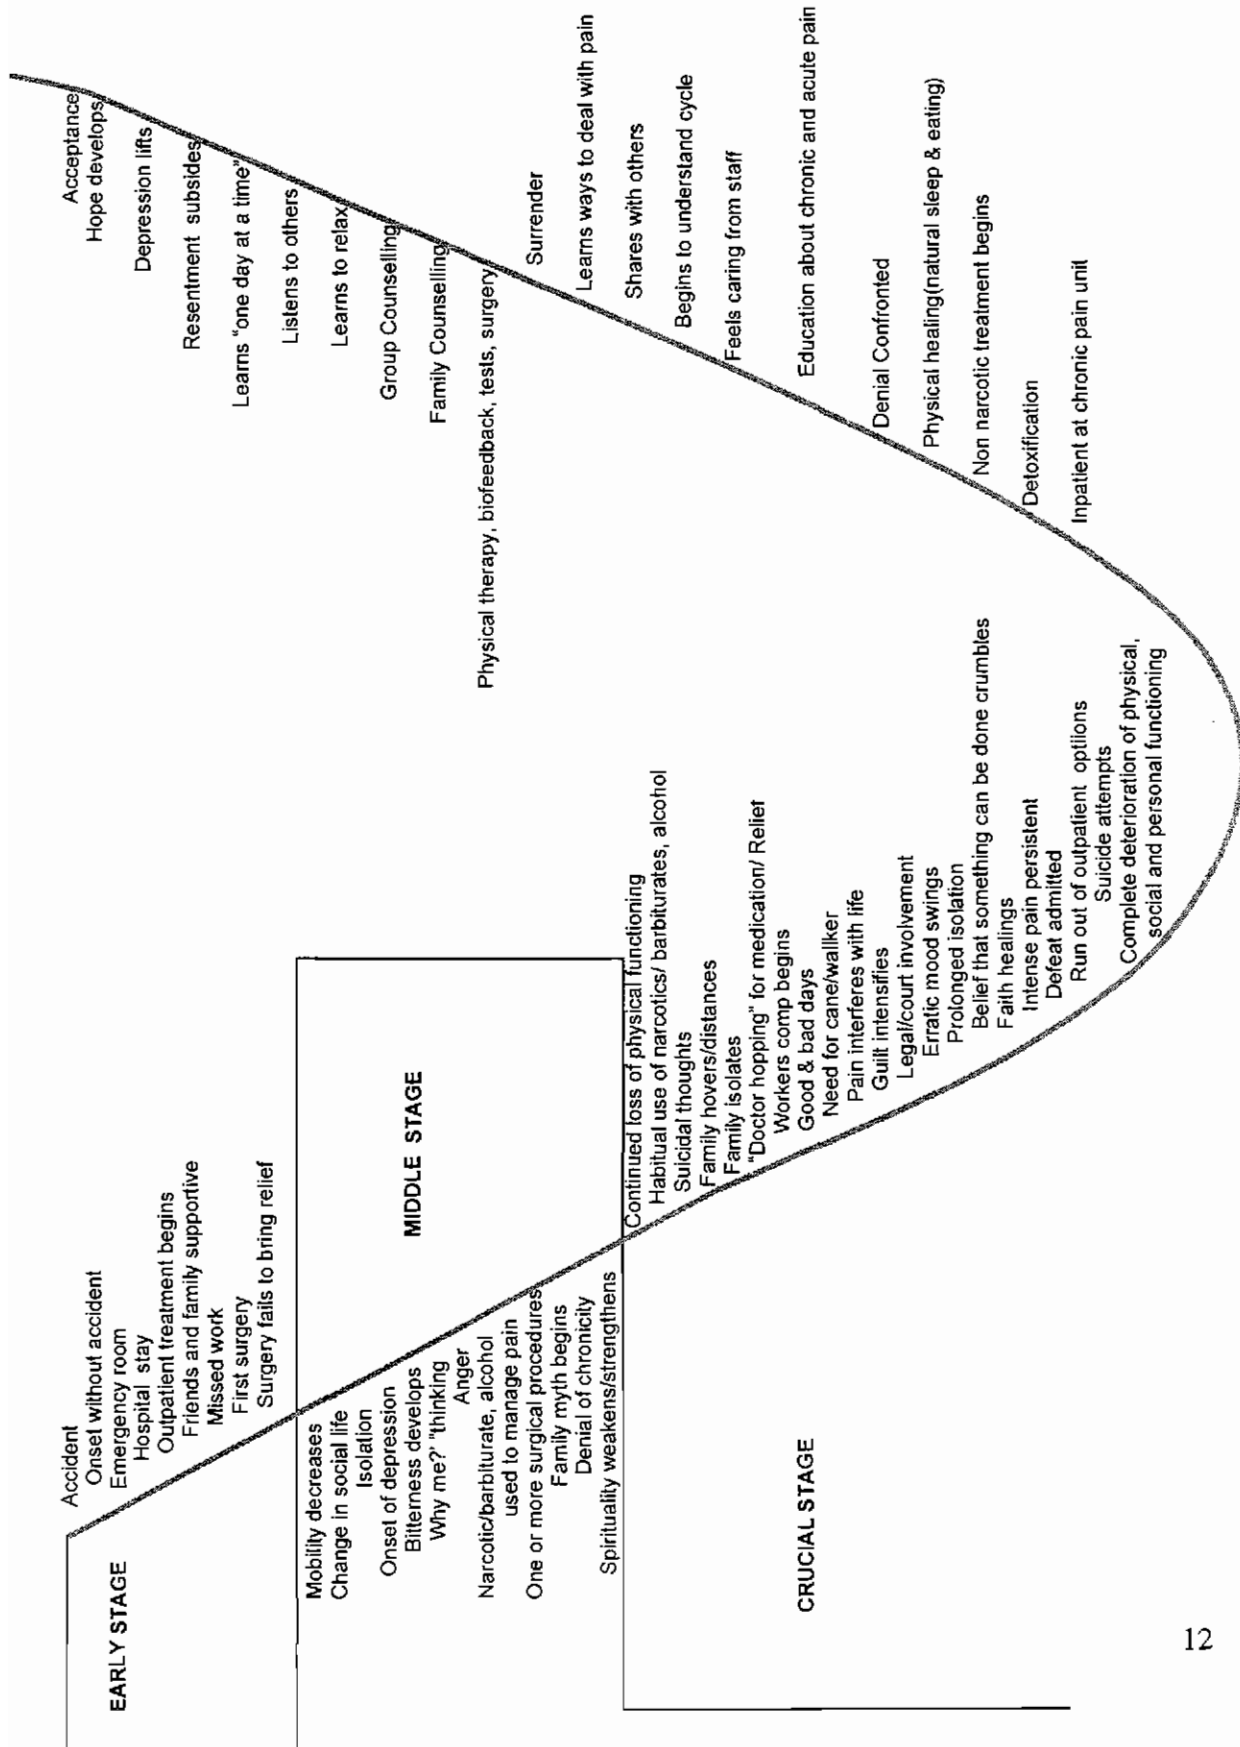 EARLY STAGE
Accident
Onset without accident
Emergency room
Hospital stay
Outpatient treatment begins
Friends and family supportive
Missed work
First surgery
Surgery fails to bring relief
MIDDLE STAGE
Mobility decreases
Change in social life
Isolation
Onset of depression
Bitterness develops
Why me?' "thinking
Anger
Narcotic/barbiturate, alcohol
used to manage pain
One or more surgical procedures
Family myth begins
Denial of chronicity
Spirituality weakens/strengthens
CRUCIAL STAGE
Continued loss of physical functioning
Habitual use of narcotics/ barbiturates, alcohol
Suicidal thoughts
Family hovers/distances
Family isolates
"Doctor hopping" for medication/ Relief
Workers comp begins
Good & bad days
Need for cane/wallker
Pain interferes with life
Guilt intensifies
Legal/court involvement
Erratic mood swings
Prolonged isolation
Belief that something can be done crumbles
Faith healings
Intense pain persistent
Defeat admitted
Run out of outpatient optiions
Suicide attempts
Complete deterioration of physical,
social and personal functioning
Acceptance
Hope develops
Depression lifts
Resentment subsides
Learns "one day at a time"
Listens to others
Learns to relax
Group Counselling
Family Counselling
Physical therapy, biofeedback, tests, surgery
Surrender
Learns ways to deal with pain
Shares with others
Begins to understand cycle
Feels caring from staff
Education about chronic and acute pain
Denial Confronted
Physical healing(natural sleep & eating)
Non narcotic treatment begins
Detoxification
Inpatient at chronic pain unit
12